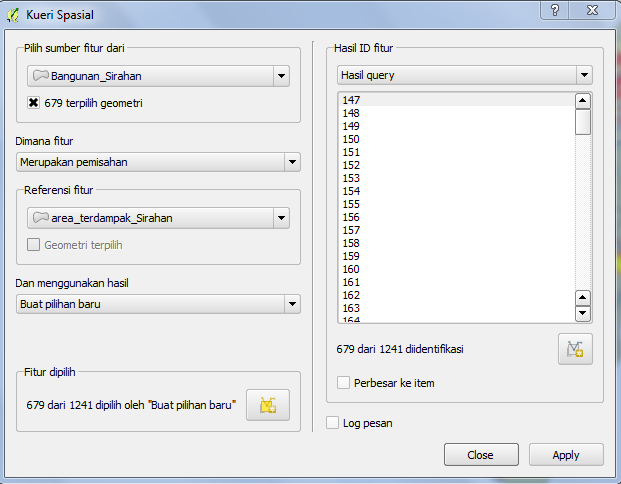 Kueri Spasial
Pilih sumber fitur dari
Bangunan_Sirahan
679 terpilih geometri
Dimana fitur
Merupakan pemisahan
Referensi fitur
area_terdampak_Sirahan
Geometri terpilih
Dan menggunakan hasil
Buat pilihan baru
Fitur dipilih
679 dari 1241 dipilih oleh "Buat pilihan baru"
Hasil ID fitur
Hasil query
147
148
149
150
151
152
153
154
155
156
157
158
159
160
161
162
163
164
679 dari 1241 diidentifikasi
Perbesar ke item
Log pesan
Close
Apply